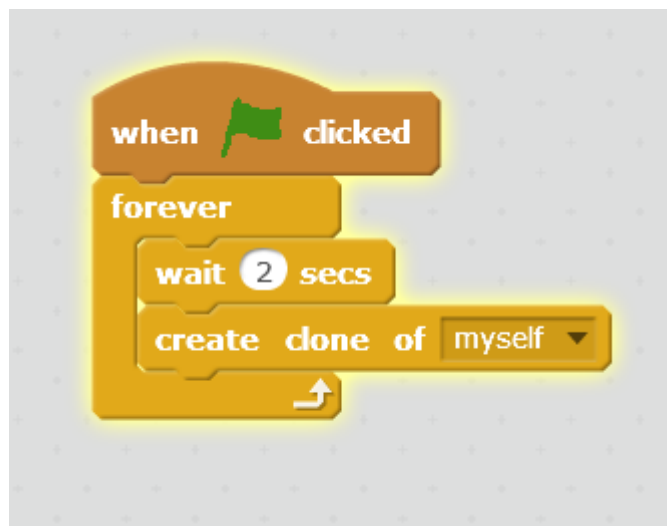 when clicked
forever
wait 2 secs
create clone of myself